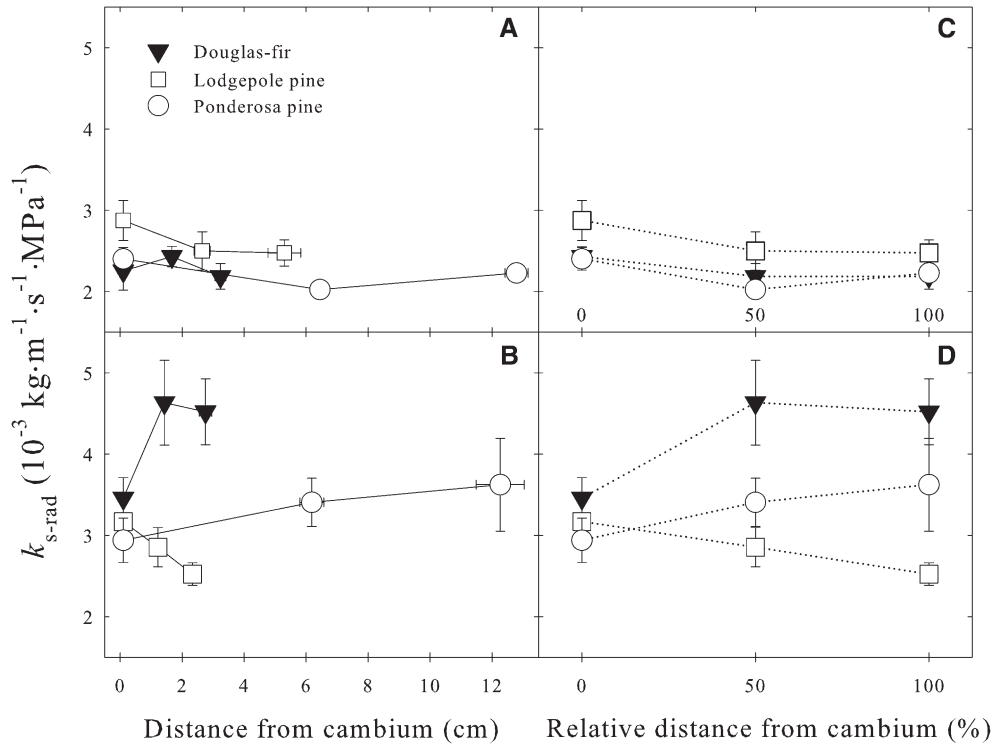 A
C
Douglas-fir
Lodgepole pine
Ponderosa pine
5
4
3
2
0 50 100
B
D
5
4
3
2
0 2 4 6 8 10 12
0 50 100
k s-rad (10⁻³ kg·m⁻¹·s⁻¹·MPa⁻¹)
Distance from cambium (cm)
Relative distance from cambium (%)